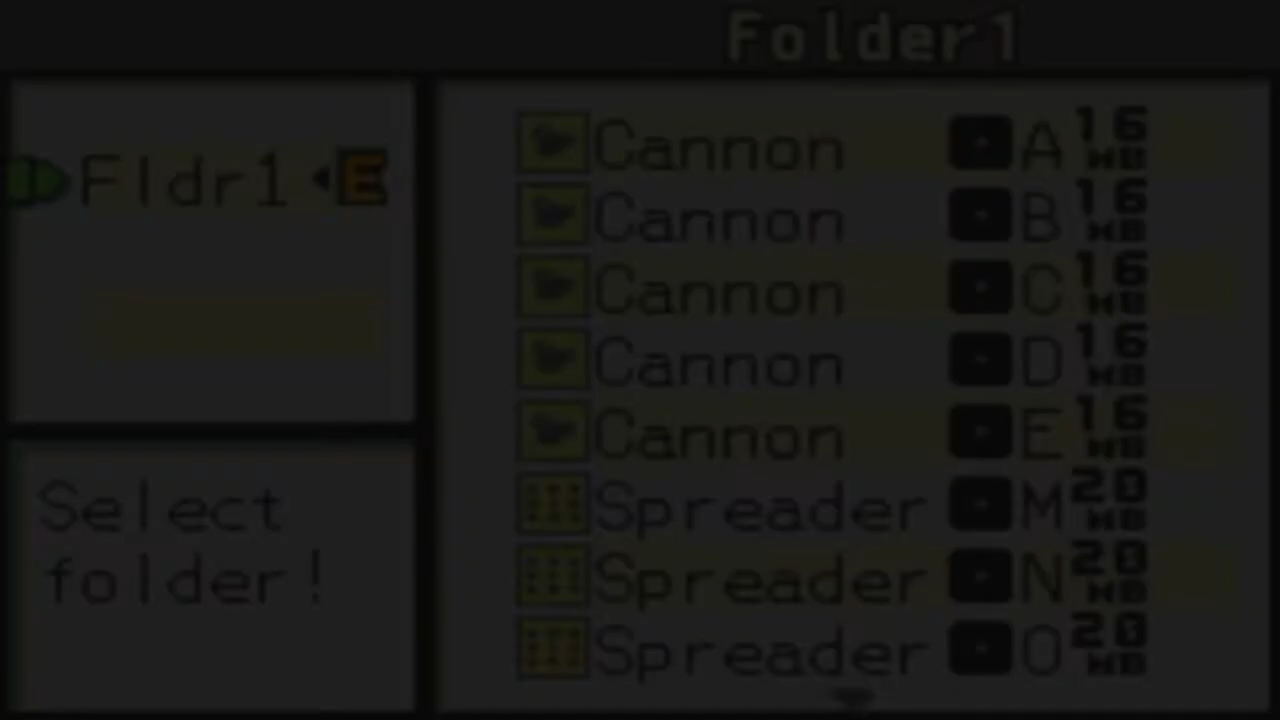 Folder1
Fldr1 E
Select
folder!
Cannon A 16 MB
Cannon B 16 MB
Cannon C 16 MB
Cannon D 16 MB
Cannon E 16 MB
Spreader M 20 MB
Spreader N 20 MB
Spreader O 20 MB